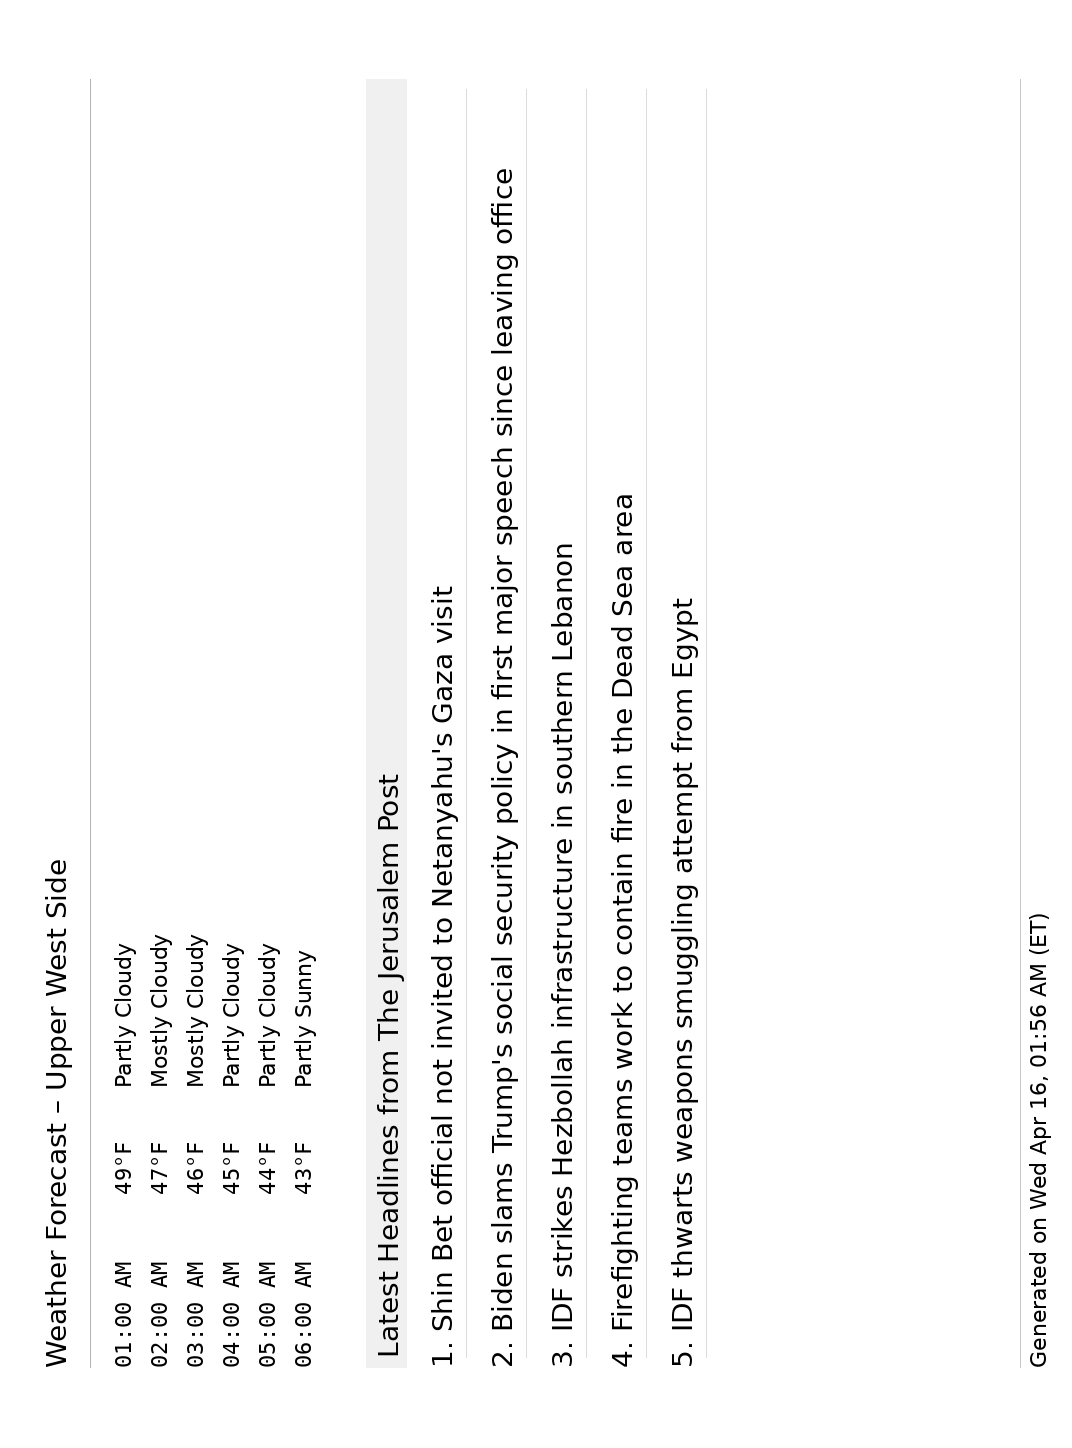 Weather Forecast – Upper West Side
01:00 AM 49°F Partly Cloudy
02:00 AM 47°F Mostly Cloudy
03:00 AM 46°F Mostly Cloudy
04:00 AM 45°F Partly Cloudy
05:00 AM 44°F Partly Cloudy
06:00 AM 43°F Partly Sunny
Latest Headlines from The Jerusalem Post
1. Shin Bet official not invited to Netanyahu's Gaza visit
2. Biden slams Trump's social security policy in first major speech since leaving office
3. IDF strikes Hezbollah infrastructure in southern Lebanon
4. Firefighting teams work to contain fire in the Dead Sea area
5. IDF thwarts weapons smuggling attempt from Egypt
Generated on Wed Apr 16, 01:56 AM (ET)